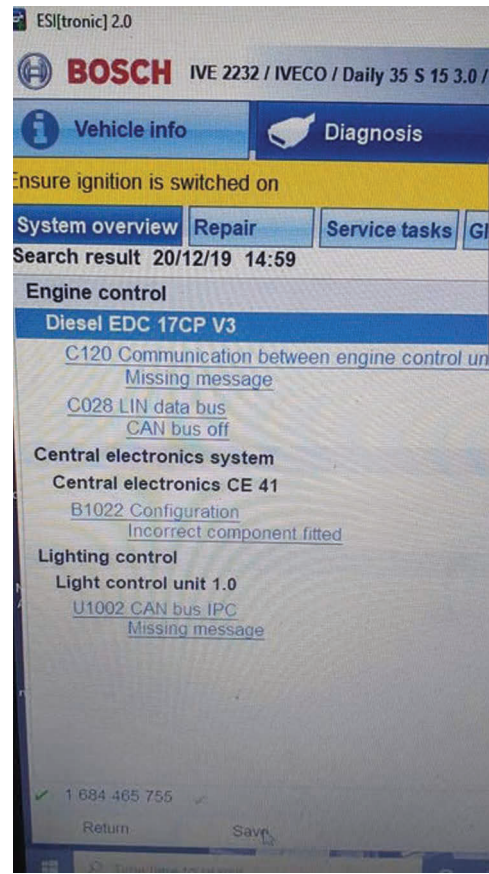 ESI[tronic] 2.0
BOSCH IVE 2232 / IVECO / Daily 35 S 15 3.0 /
Vehicle info Diagnosis
Ensure ignition is switched on
System overview Repair Service tasks Gl
Search result 20/12/19 14:59
Engine control
Diesel EDC 17CP V3
C120 Communication between engine control un
Missing message
C028 LIN data bus
CAN bus off
Central electronics system
Central electronics CE 41
B1022 Configuration
Incorrect component fitted
Lighting control
Light control unit 1.0
U1002 CAN bus IPC
Missing message
1 684 465 755
Return Save